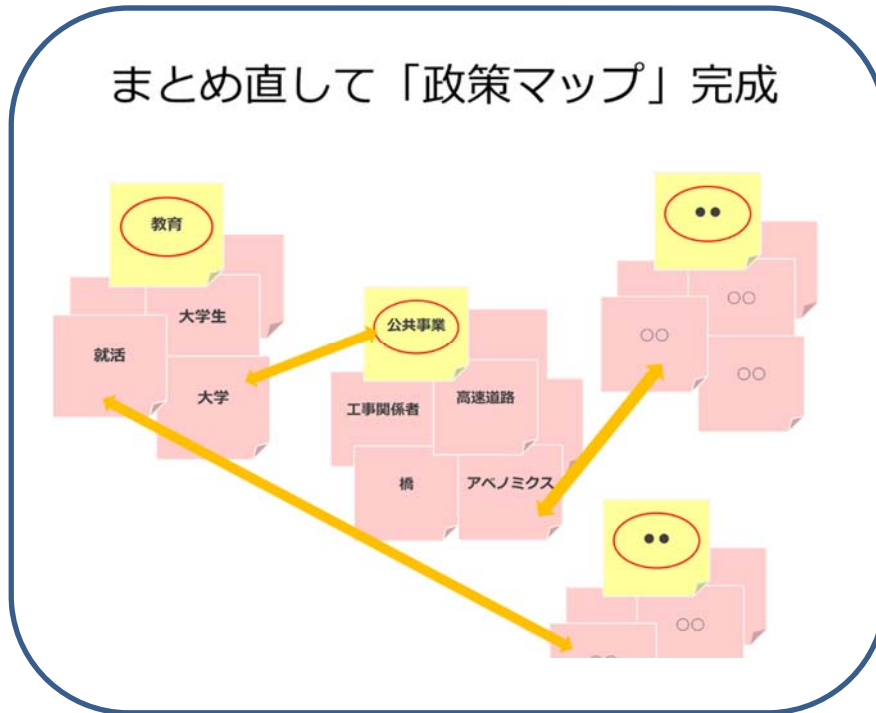 まとめ直して「政策マップ」完成
教育
大学生
就活
大学
公共事業
工事関係者
高速道路
橋
アベノミクス
●●
○○
○○
○○
●●
○○